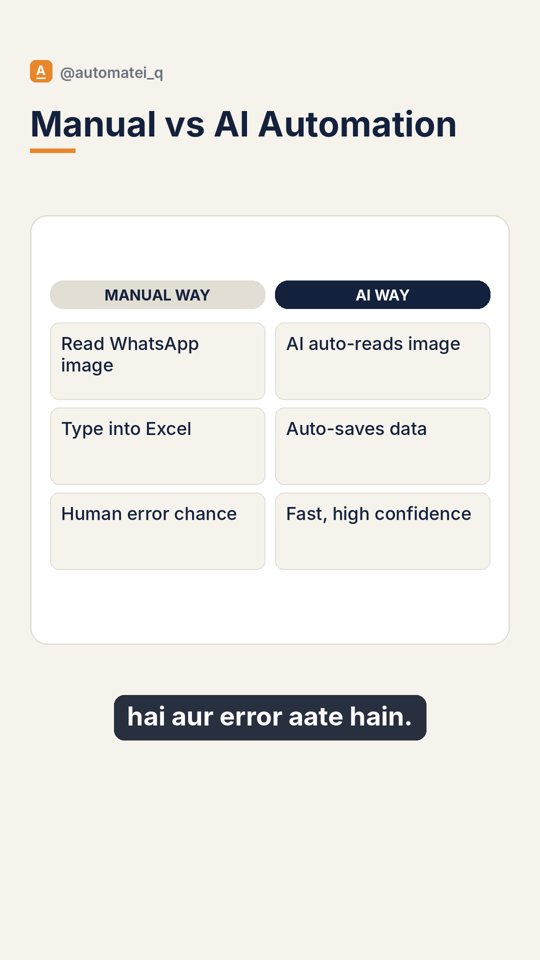 A
@automatei_q
Manual vs AI Automation
MANUAL WAY
AI WAY
Read WhatsApp
image
AI auto-reads image
Type into Excel
Auto-saves data
Human error chance
Fast, high confidence
hai aur error aate hain.